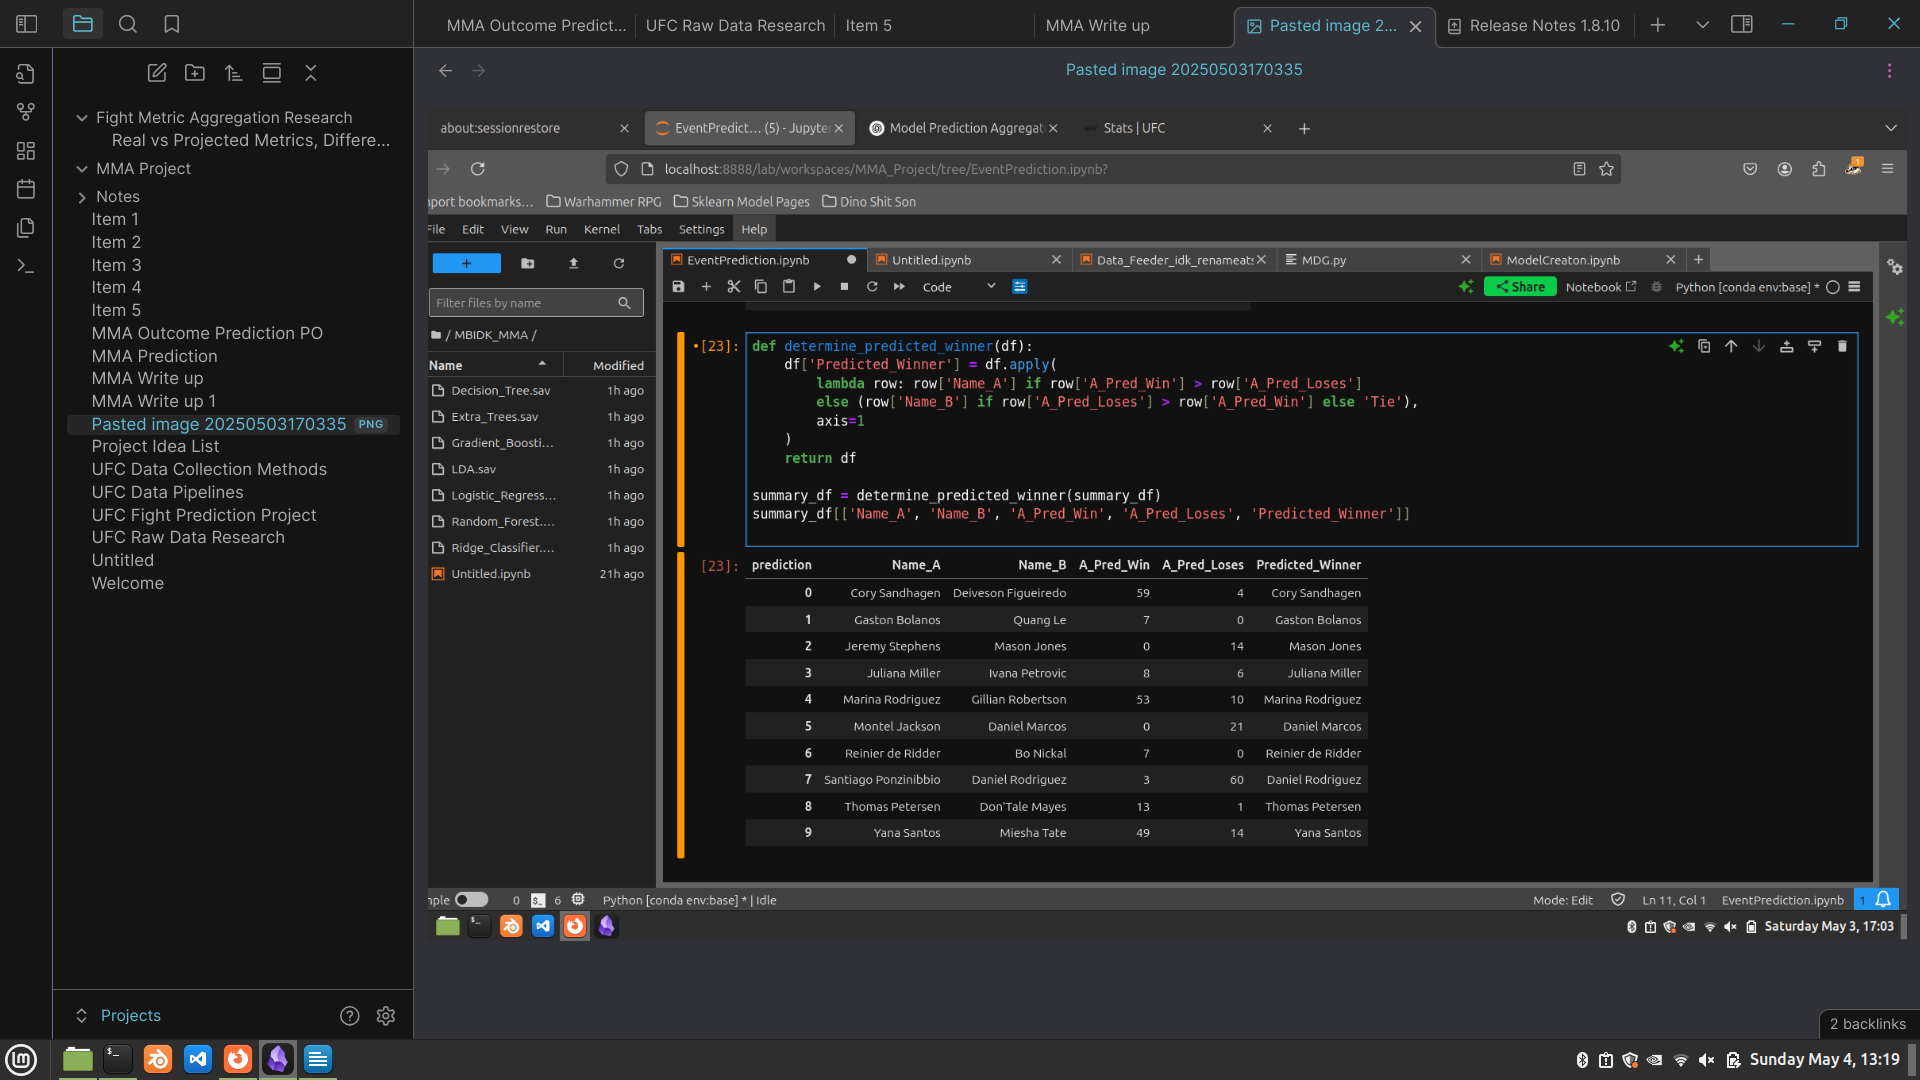 MMA Outcome Predict...
UFC Raw Data Research
Item 5
MMA Write up
Pasted image 2...
Release Notes 1.8.10
Fight Metric Aggregation Research
Real vs Projected Metrics, Differe...
MMA Project
Notes
Item 1
Item 2
Item 3
Item 4
Item 5
MMA Outcome Prediction PO
MMA Prediction
MMA Write up
MMA Write up 1
Pasted image 20250503170335 PNG
Project Idea List
UFC Data Collection Methods
UFC Data Pipelines
UFC Fight Prediction Project
UFC Raw Data Research
Untitled
Welcome
Projects
Pasted image 20250503170335
about:sessionrestore
EventPredict... (5) - Jupyte
Model Prediction Aggregat
Stats | UFC
localhost:8888/lab/workspaces/MMA_Project/tree/EventPrediction.ipynb?
1
nport bookmarks... Warhammer RPG Sklearn Model Pages Dino Shit Son
File Edit View Run Kernel Tabs Settings Help
Filter files by name
/ MBIDK_MMA /
Name Modified
Decision_Tree.sav 1h ago
Extra_Trees.sav 1h ago
Gradient_Boosti... 1h ago
LDA.sav 1h ago
Logistic_Regress... 1h ago
Random_Forest.... 1h ago
Ridge_Classifier.... 1h ago
Untitled.ipynb 21h ago
EventPrediction.ipynb
Untitled.ipynb
Data_Feeder_idk_renameats
MDG.py
ModelCreaton.ipynb
Code
Share
Notebook
Python [conda env:base] *
[23]:
def determine_predicted_winner(df):
df['Predicted_Winner'] = df.apply(
lambda row: row['Name_A'] if row['A_Pred_Win'] > row['A_Pred_Loses']
else (row['Name_B'] if row['A_Pred_Loses'] > row['A_Pred_Win'] else 'Tie'),
axis=1
)
return df
summary_df = determine_predicted_winner(summary_df)
summary_df[['Name_A', 'Name_B', 'A_Pred_Win', 'A_Pred_Loses', 'Predicted_Winner']]
[23]:
prediction Name_A Name_B A_Pred_Win A_Pred_Loses Predicted_Winner
0 Cory Sandhagen Deiveson Figueiredo 59 4 Cory Sandhagen
1 Gaston Bolanos Quang Le 7 0 Gaston Bolanos
2 Jeremy Stephens Mason Jones 0 14 Mason Jones
3 Juliana Miller Ivana Petrovic 8 6 Juliana Miller
4 Marina Rodriguez Gillian Robertson 53 10 Marina Rodriguez
5 Montel Jackson Daniel Marcos 0 21 Daniel Marcos
6 Reinier de Ridder Bo Nickal 7 0 Reinier de Ridder
7 Santiago Ponzinibbio Daniel Rodriguez 3 60 Daniel Rodriguez
8 Thomas Petersen Don'Tale Mayes 13 1 Thomas Petersen
9 Yana Santos Miesha Tate 49 14 Yana Santos
mple 0 6 Python [conda env:base] * | Idle Mode: Edit Ln 11, Col 1 EventPrediction.ipynb 1
Saturday May 3, 17:03
2 backlinks
Sunday May 4, 13:19